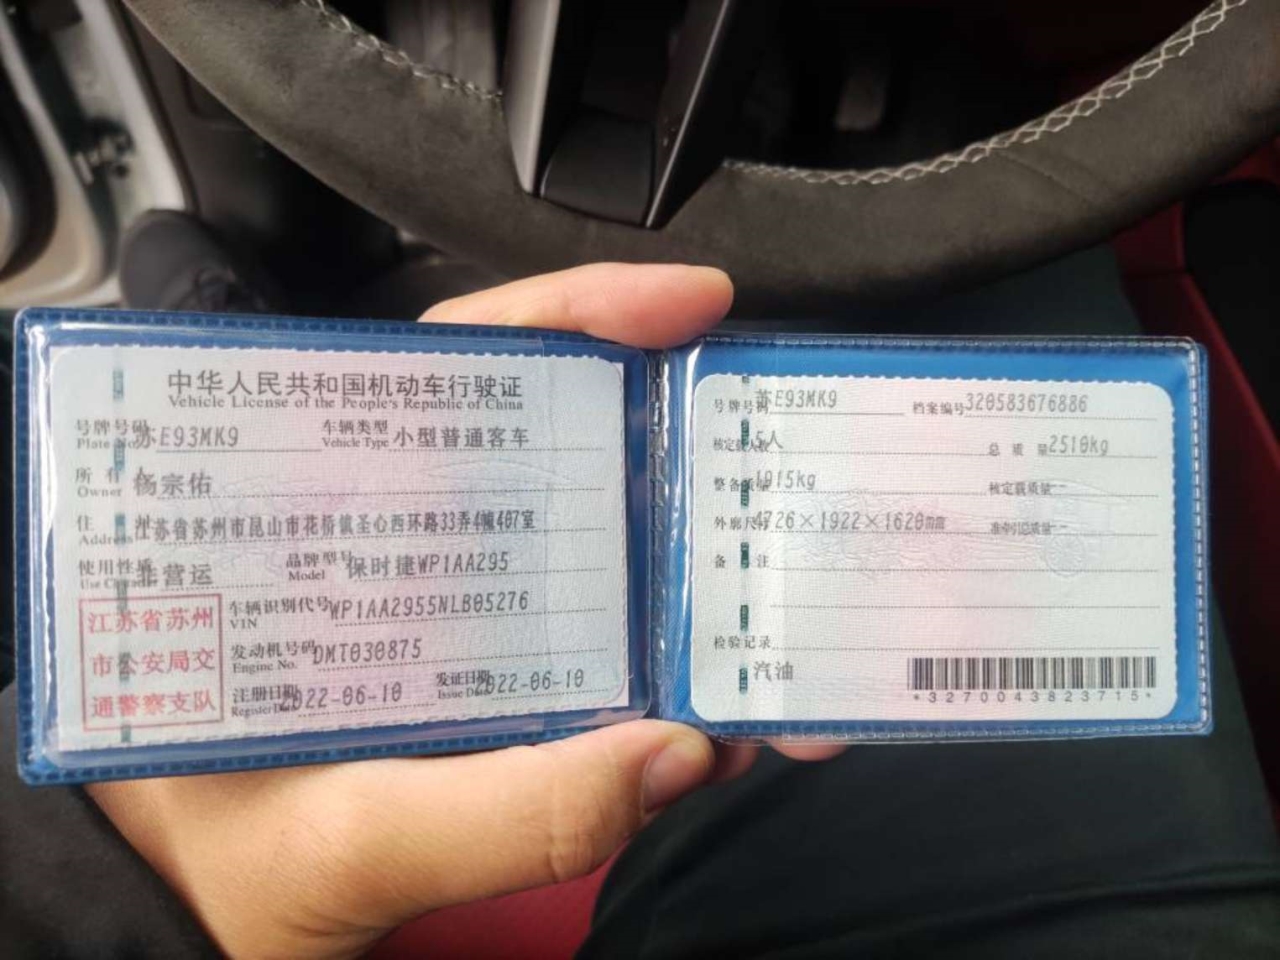 中华人民共和国机动车行驶证
Vehicle License of the People's Republic of China
号牌号码 苏E93MK9 车辆类型 小型普通客车
Plate No. Vehicle Type
所有人 杨宗佑
Owner
住址 江苏省苏州市昆山市花桥镇圣心西环路33弄4幢407室
Address
使用性质 非营运 品牌型号 保时捷WP1AA295
Use Character Model
江苏省苏州
市公安局交
通警察支队
车辆识别代号 WP1AA2955NLB05276
VIN
发动机号码 DMT030875
Engine No.
注册日期 2022-06-10 发证日期 2022-06-10
Register Date Issue Date
号牌号码 苏E93MK9 档案编号 320583676886
核定载人数 5人 总质量 2510kg
整备质量 1915kg 核定载质量 --
外廓尺寸 4726×1922×1620mm 准牵引总质量 --
备注
检验记录
汽油
*3270043823715*